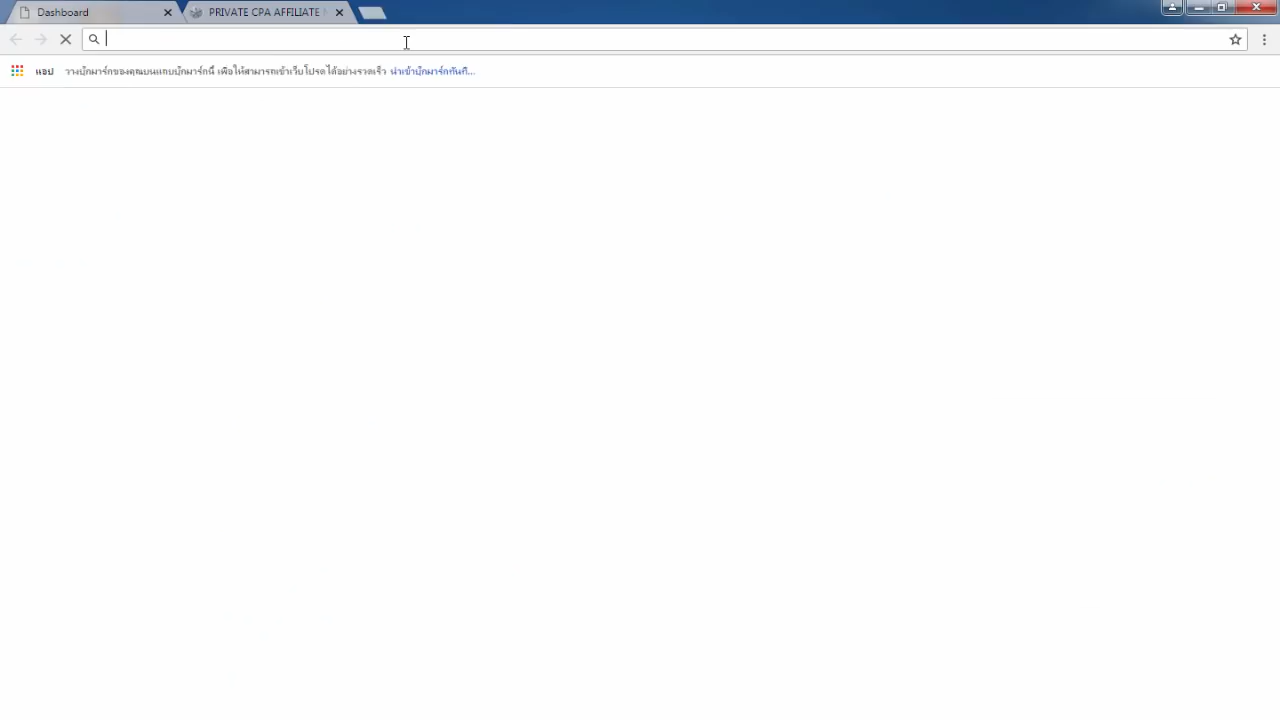 Dashboard
PRIVATE CPA AFFILIATE
แอป
วางบุ๊กมาร์กของคุณบนแถบบุ๊กมาร์กนี้ เพื่อให้สามารถเข้าเว็บโปรดได้อย่างรวดเร็ว นำเข้าบุ๊กมาร์กทันที...